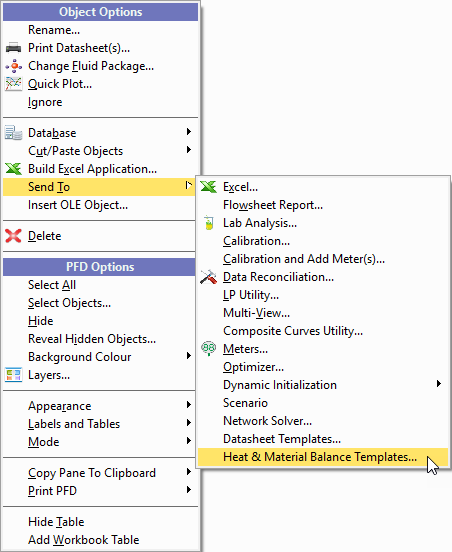 Object Options
Rename...
Print Datasheet(s)...
Change Fluid Package...
Quick Plot...
Ignore
Database
Cut/Paste Objects
Build Excel Application...
Send To
Insert OLE Object...
Delete
PFD Options
Select All
Select Objects...
Hide
Reveal Hidden Objects...
Background Colour
Layers...
Appearance
Labels and Tables
Mode
Copy Pane To Clipboard
Print PFD
Hide Table
Add Workbook Table
Excel...
Flowsheet Report...
Lab Analysis...
Calibration...
Calibration and Add Meter(s)...
Data Reconciliation...
LP Utility...
Multi-View...
Composite Curves Utility...
Meters...
Optimizer...
Dynamic Initialization
Scenario
Network Solver...
Datasheet Templates...
Heat & Material Balance Templates...